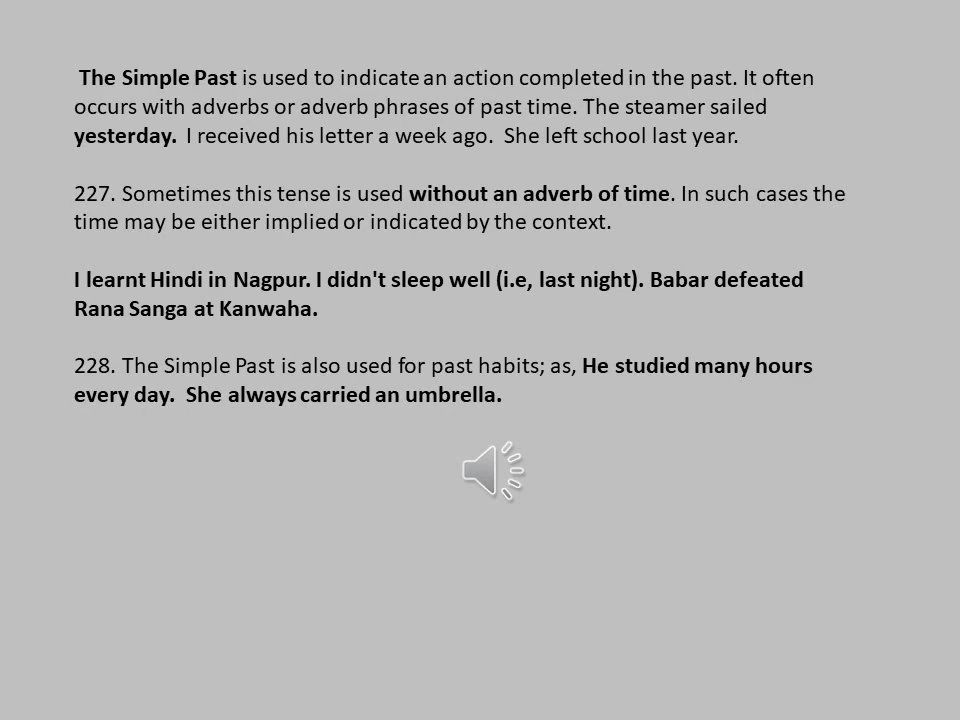 The Simple Past is used to indicate an action completed in the past. It often
occurs with adverbs or adverb phrases of past time. The steamer sailed
yesterday.  I received his letter a week ago.  She left school last year.
227. Sometimes this tense is used without an adverb of time. In such cases the
time may be either implied or indicated by the context.
I learnt Hindi in Nagpur. I didn't sleep well (i.e, last night). Babar defeated
Rana Sanga at Kanwaha.
228. The Simple Past is also used for past habits; as, He studied many hours
every day.  She always carried an umbrella.